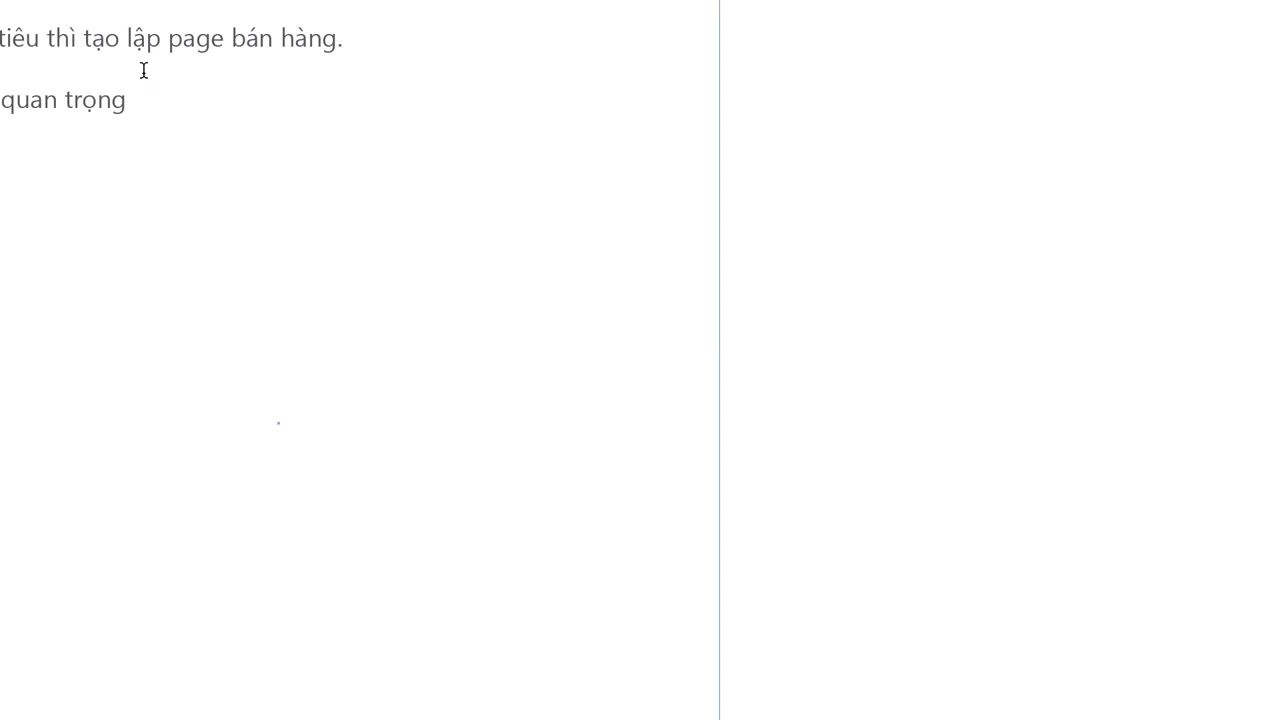 tiêu thì tạo lập page bán hàng.
quan trọng